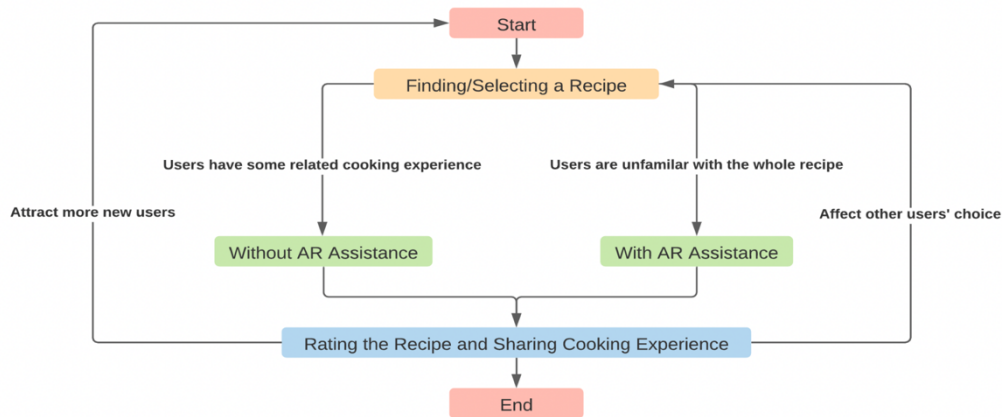 Start
Finding/Selecting a Recipe
Users have some related cooking experience
Users are unfamilar with the whole recipe
Attract more new users
Affect other users' choice
Without AR Assistance
With AR Assistance
Rating the Recipe and Sharing Cooking Experience
End